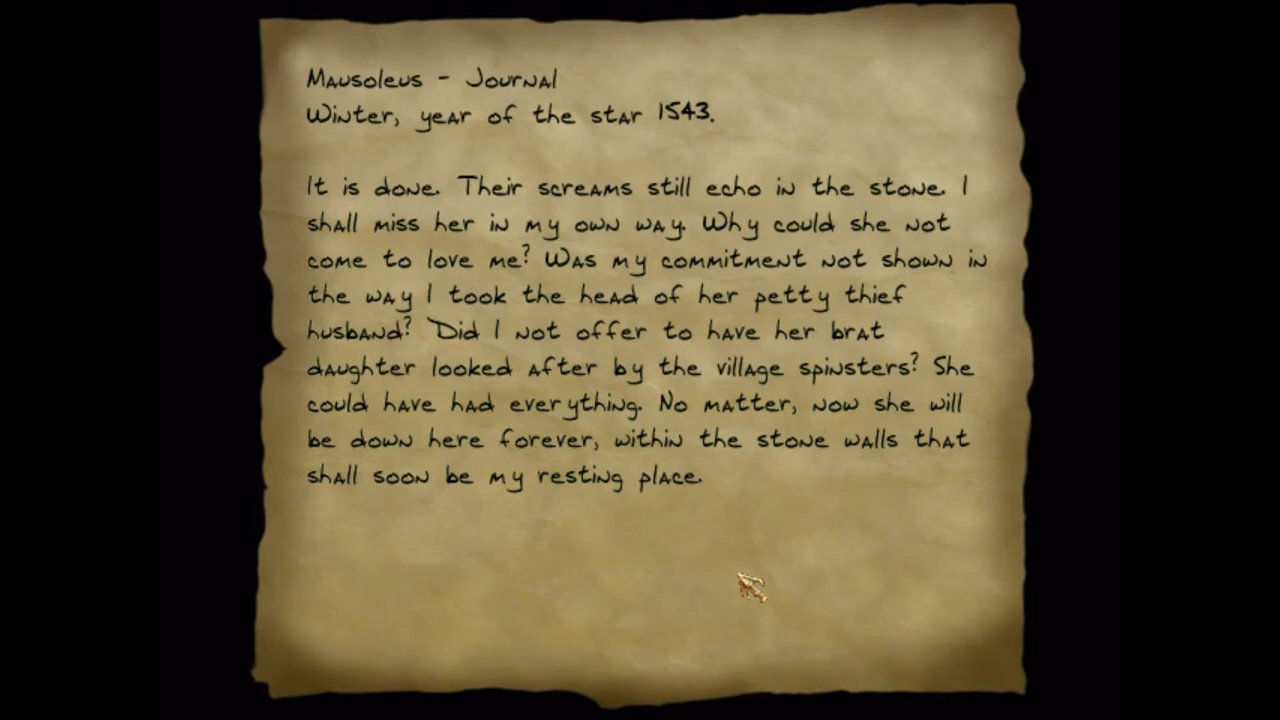 Mausoleus - Journal
Winter, year of the star 1543.
It is done. Their screams still echo in the stone. I
shall miss her in my own way. Why could she not
come to love me? Was my commitment not shown in
the way I took the head of her petty thief
husband? Did I not offer to have her brat
daughter looked after by the village spinsters? She
could have had everything. No matter, now she will
be down here forever, within the stone walls that
shall soon be my resting place.